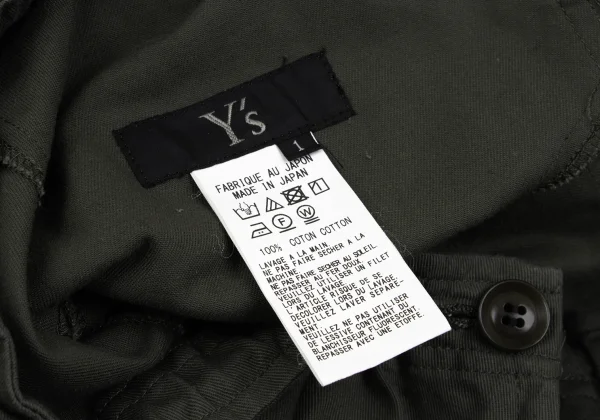 Y's
1
FABRIQUE AU JAPON
MADE IN JAPAN
F W
100% COTON COTTON
LAVAGE A LA MAIN
NE PAS FAIRE SECHER A LA
MACHINE
NE PAS FAIRE SECHER AU SOLEIL
REPASSER AU FER DOUX.
VEUILLEZ UTILISER UN FILET
LORS DU LAVAGE.
L'ARTICLE RISQUE DE SE
DECOLORER LORS DU LAVAGE.
VEUILLEZ LAVER SEPARE-
MENT.
VEUILLEZ NE PAS UTILISER
DE LESSIVE CONTENANT DU
BLANCHISSEUR FLUORESCENT.
REPASSER AVEC UNE ETOFFE.